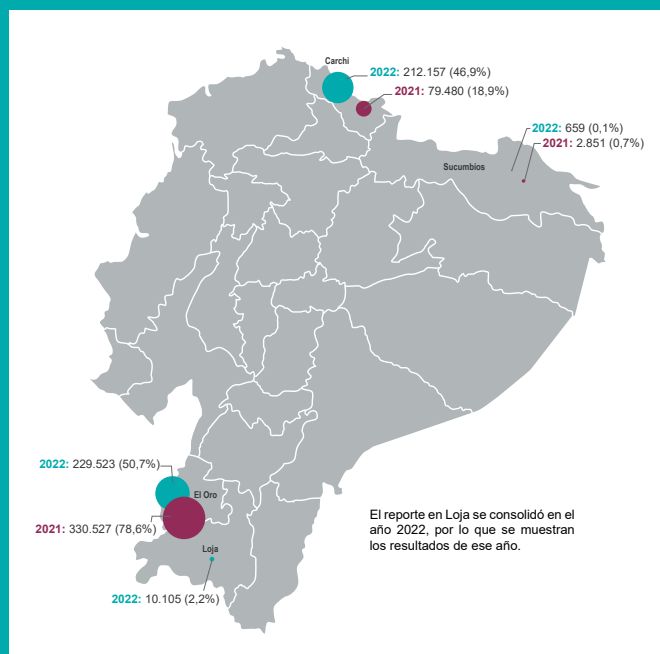 Carchi
2022: 212.157 (46,9%)
2021: 79.480 (18,9%)
2022: 659 (0,1%)
2021: 2.851 (0,7%)
Sucumbíos
2022: 229.523 (50,7%)
El Oro
2021: 330.527 (78,6%)
Loja
2022: 10.105 (2,2%)
El reporte en Loja se consolidó en el
año 2022, por lo que se muestran
los resultados de ese año.